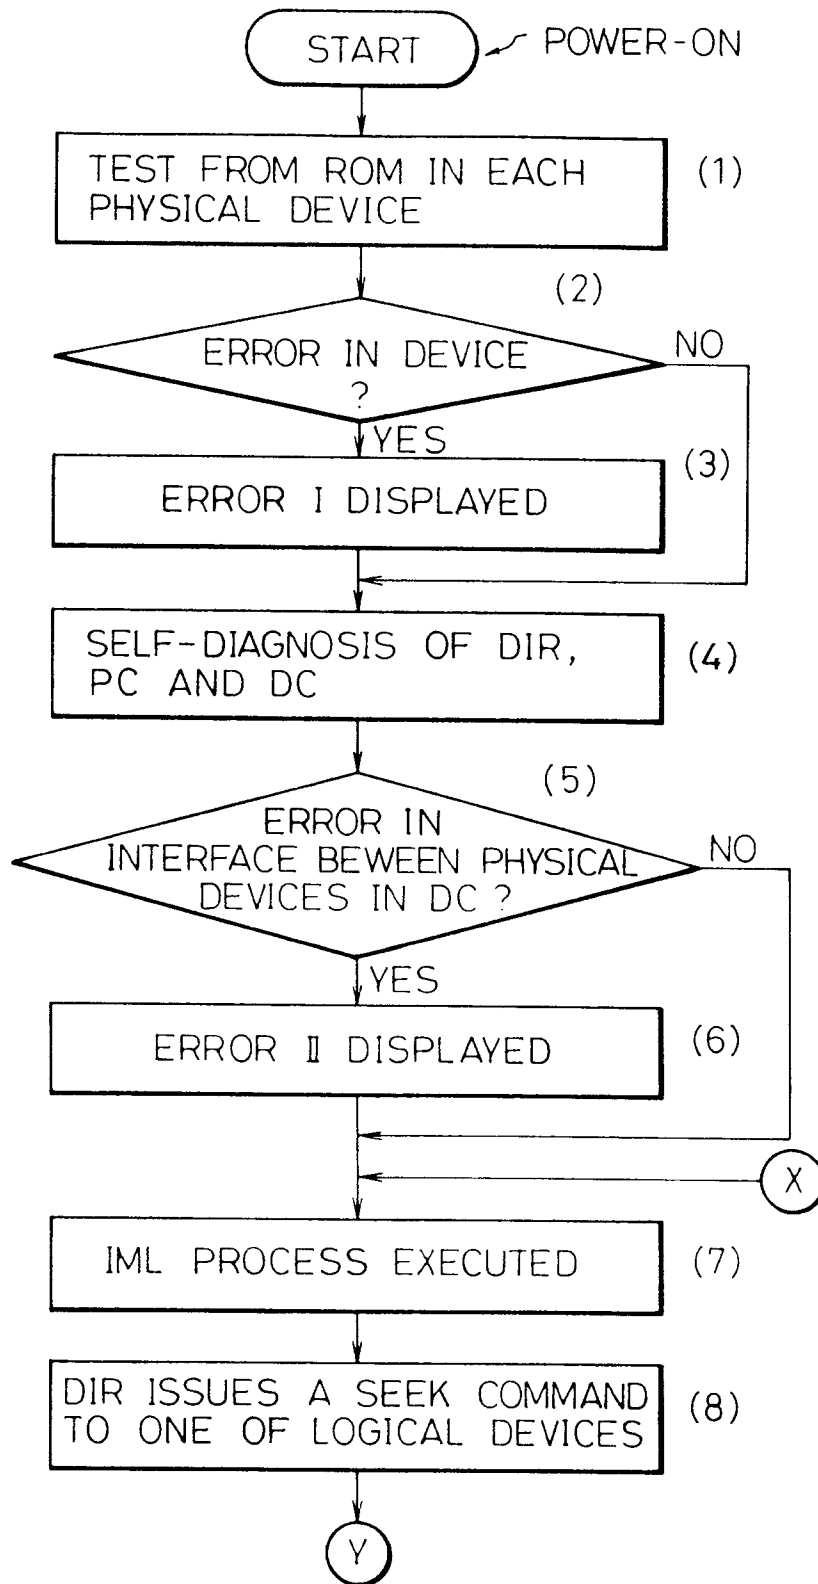 START
POWER-ON
TEST FROM ROM IN EACH
PHYSICAL DEVICE
(1)
(2)
ERROR IN DEVICE
?
NO
YES
(3)
ERROR I DISPLAYED
SELF-DIAGNOSIS OF DIR,
PC AND DC
(4)
(5)
ERROR IN
INTERFACE BEWEEN PHYSICAL
DEVICES IN DC ?
NO
YES
ERROR II DISPLAYED
(6)
X
IML PROCESS EXECUTED
(7)
DIR ISSUES A SEEK COMMAND
TO ONE OF LOGICAL DEVICES
(8)
Y